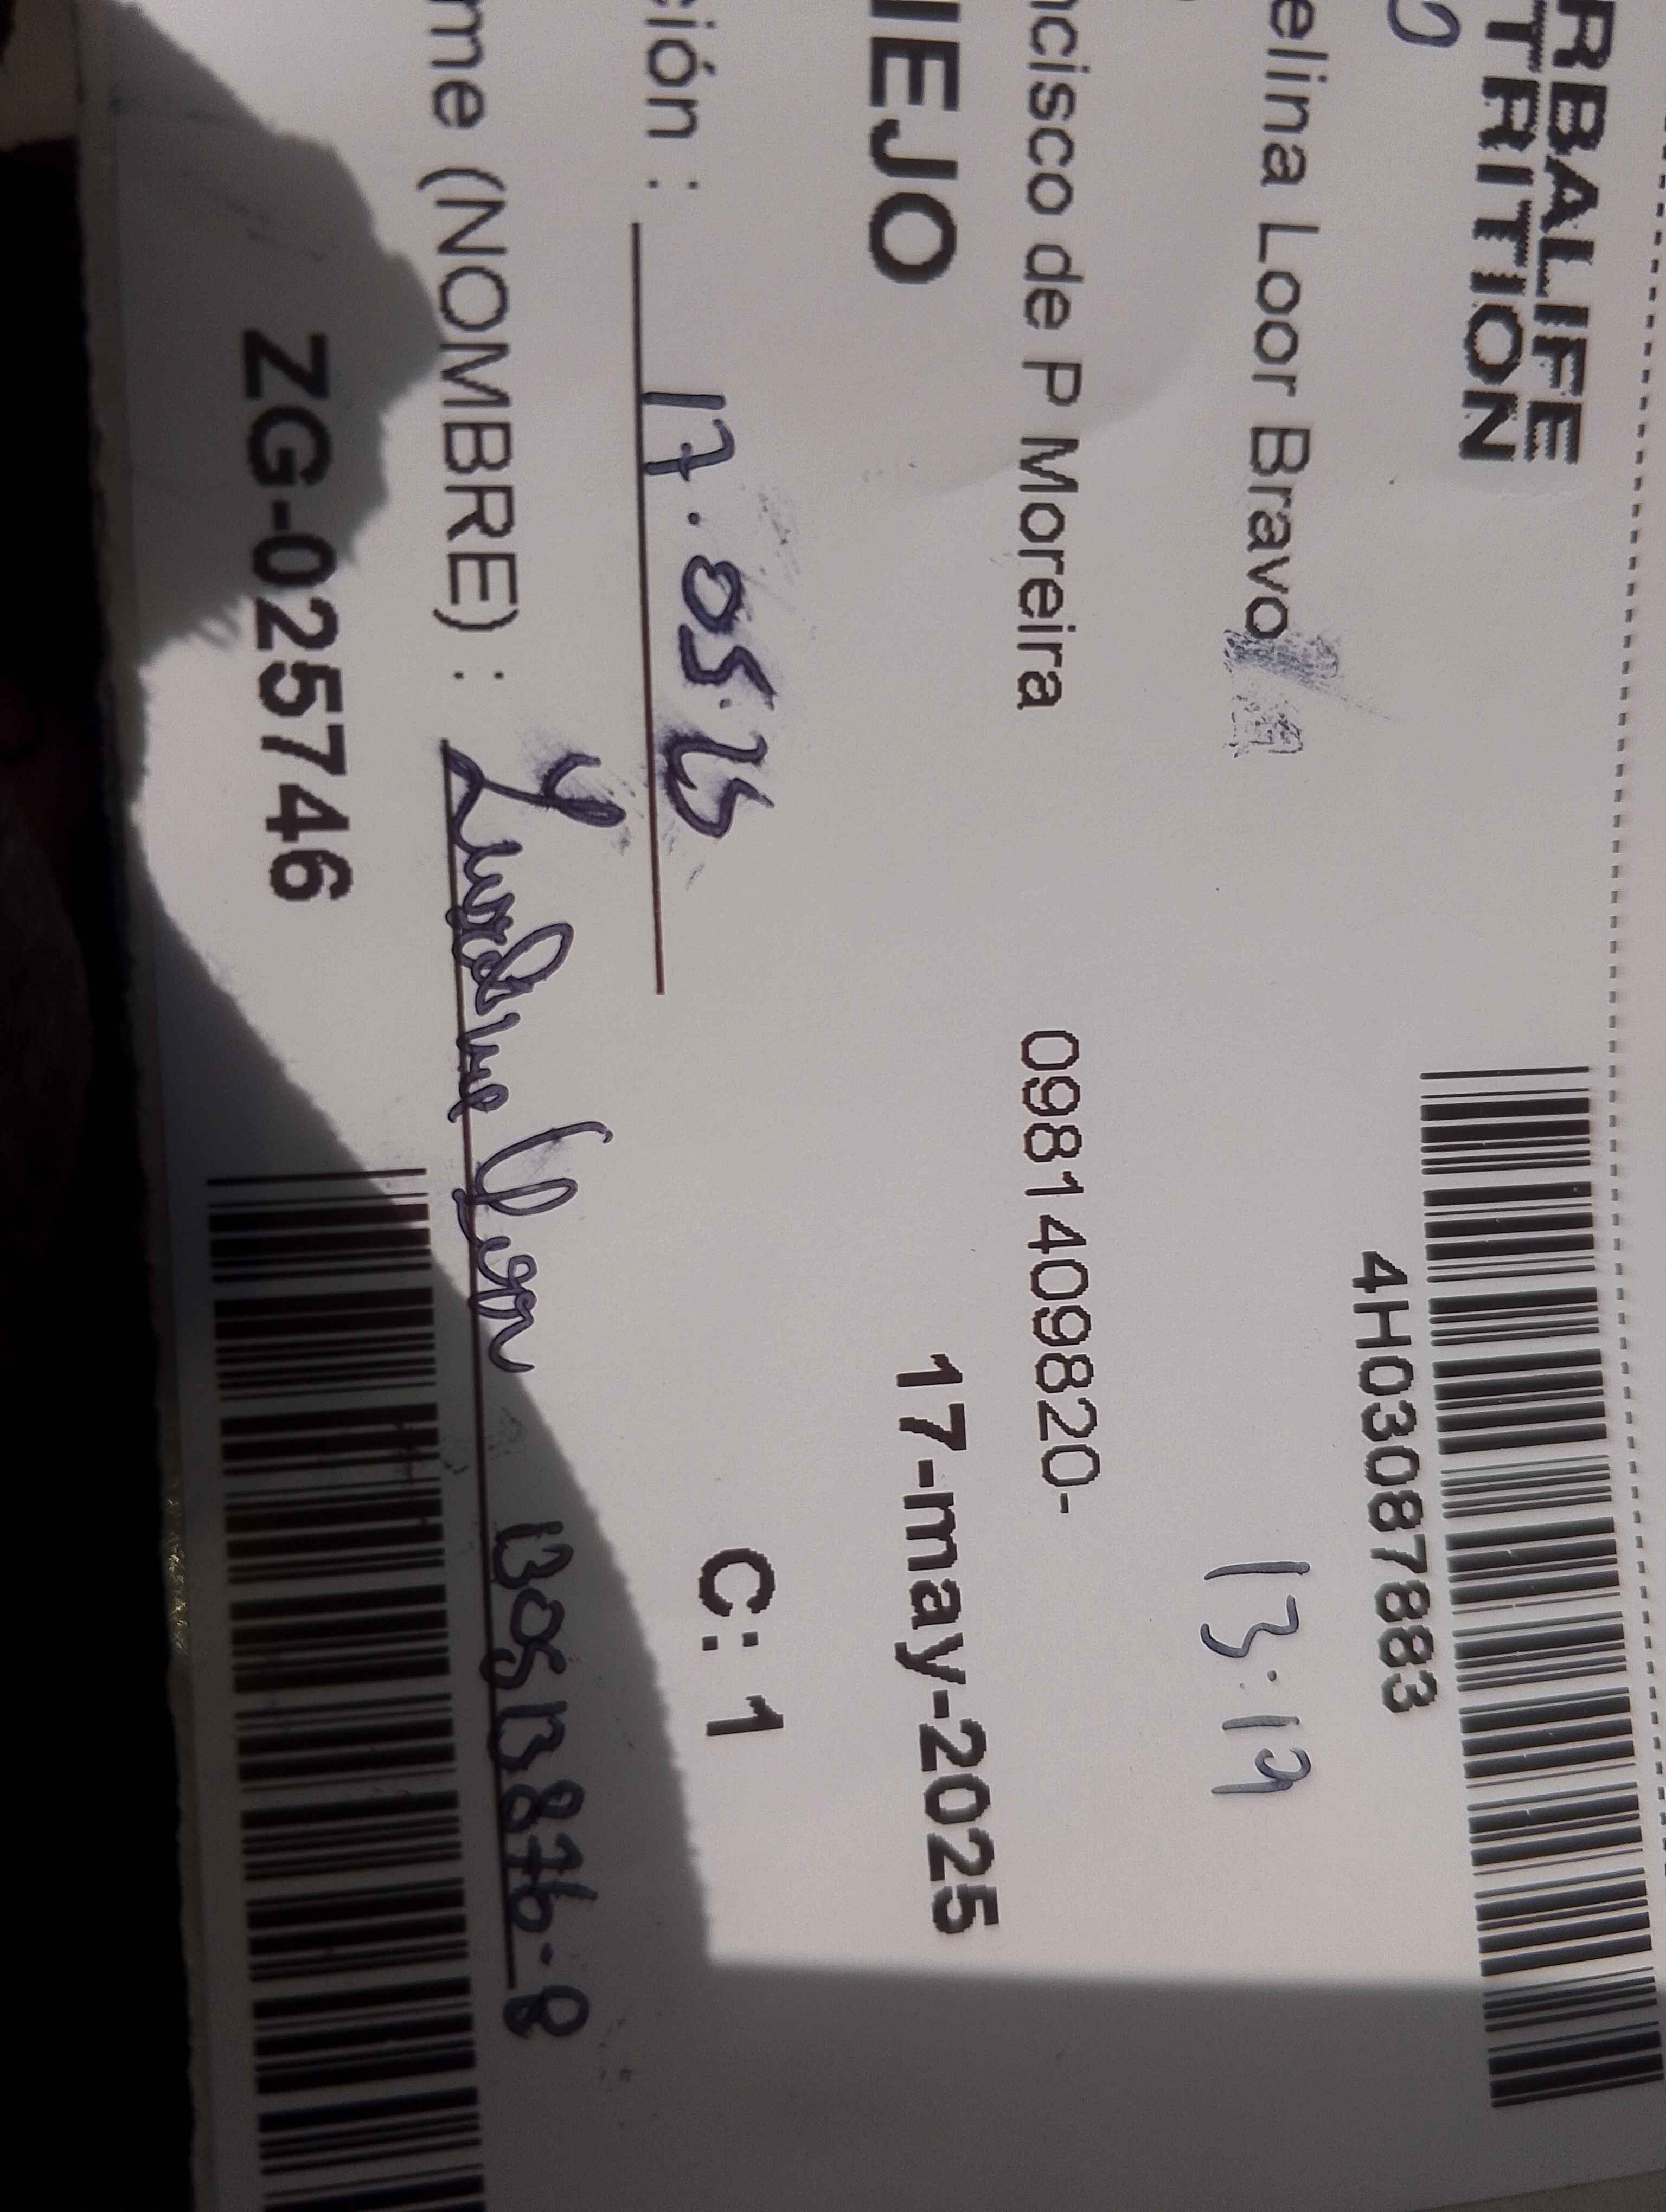 RBALIFE
TRITION
4H03087883
elina Loor Bravo
13:19
ncisco de P Moreira 0981409820-
IEJO 17-may-2025
ción : 17.05.25 C: 1
me (NOMBRE) :
ZG-025746